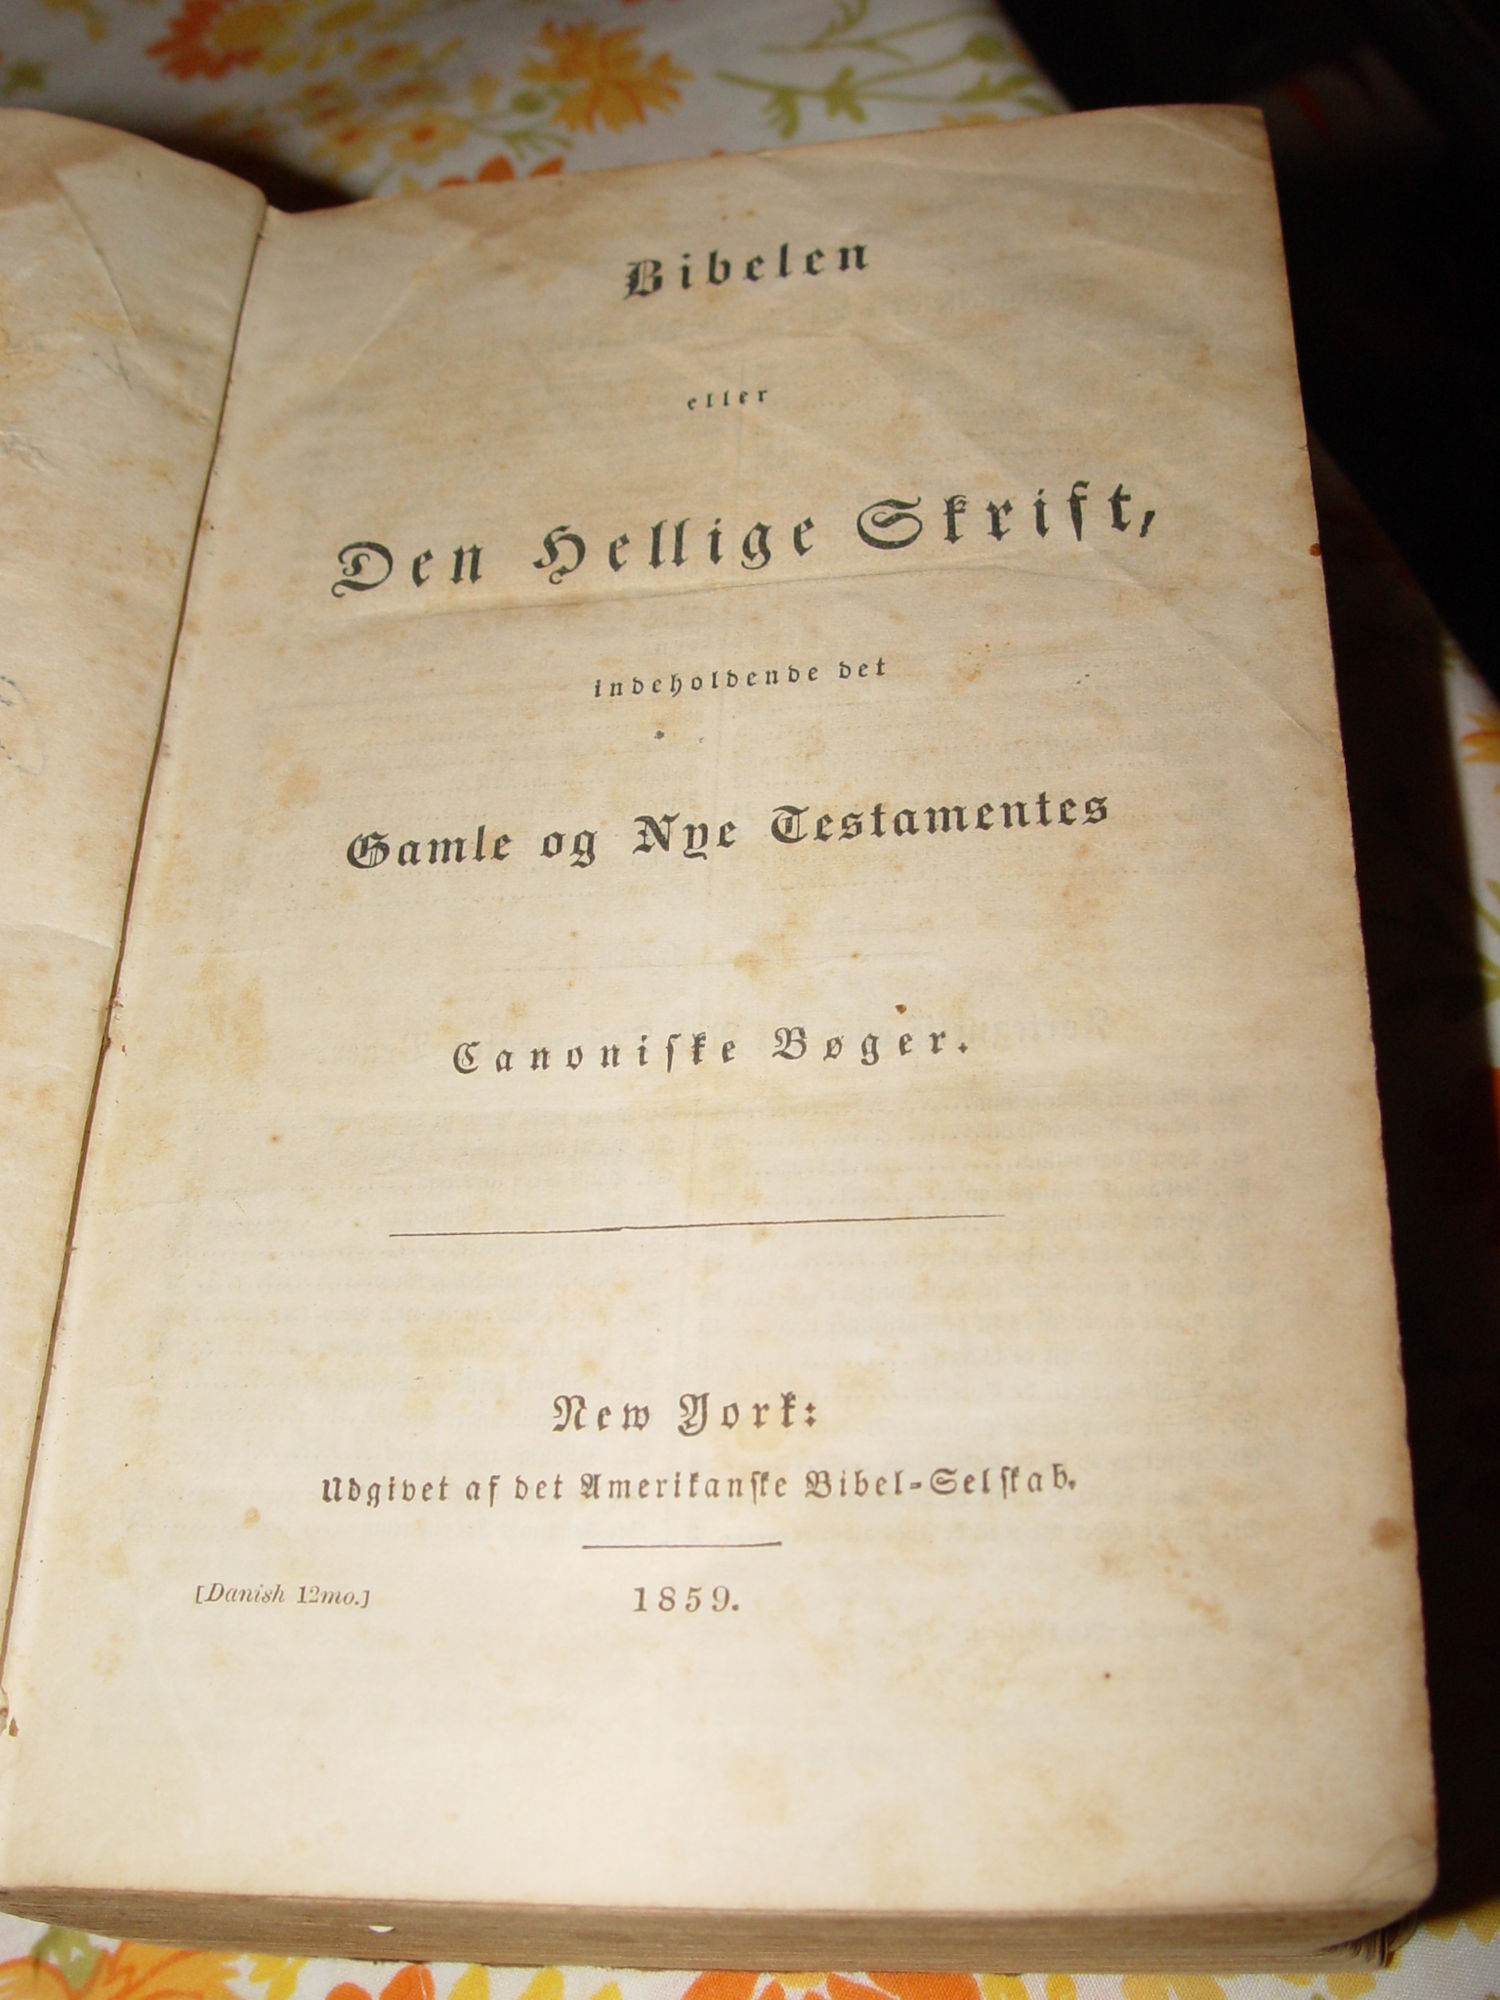 Bibelen
eller
Den Hellige Skrift,
indeholdende det
Gamle og Nye Testamentes
Canoniſke Bøger.
New York:
Udgivet af det Amerikanſke Bibel-Selſkab.
[Danish 12mo.]
1859.